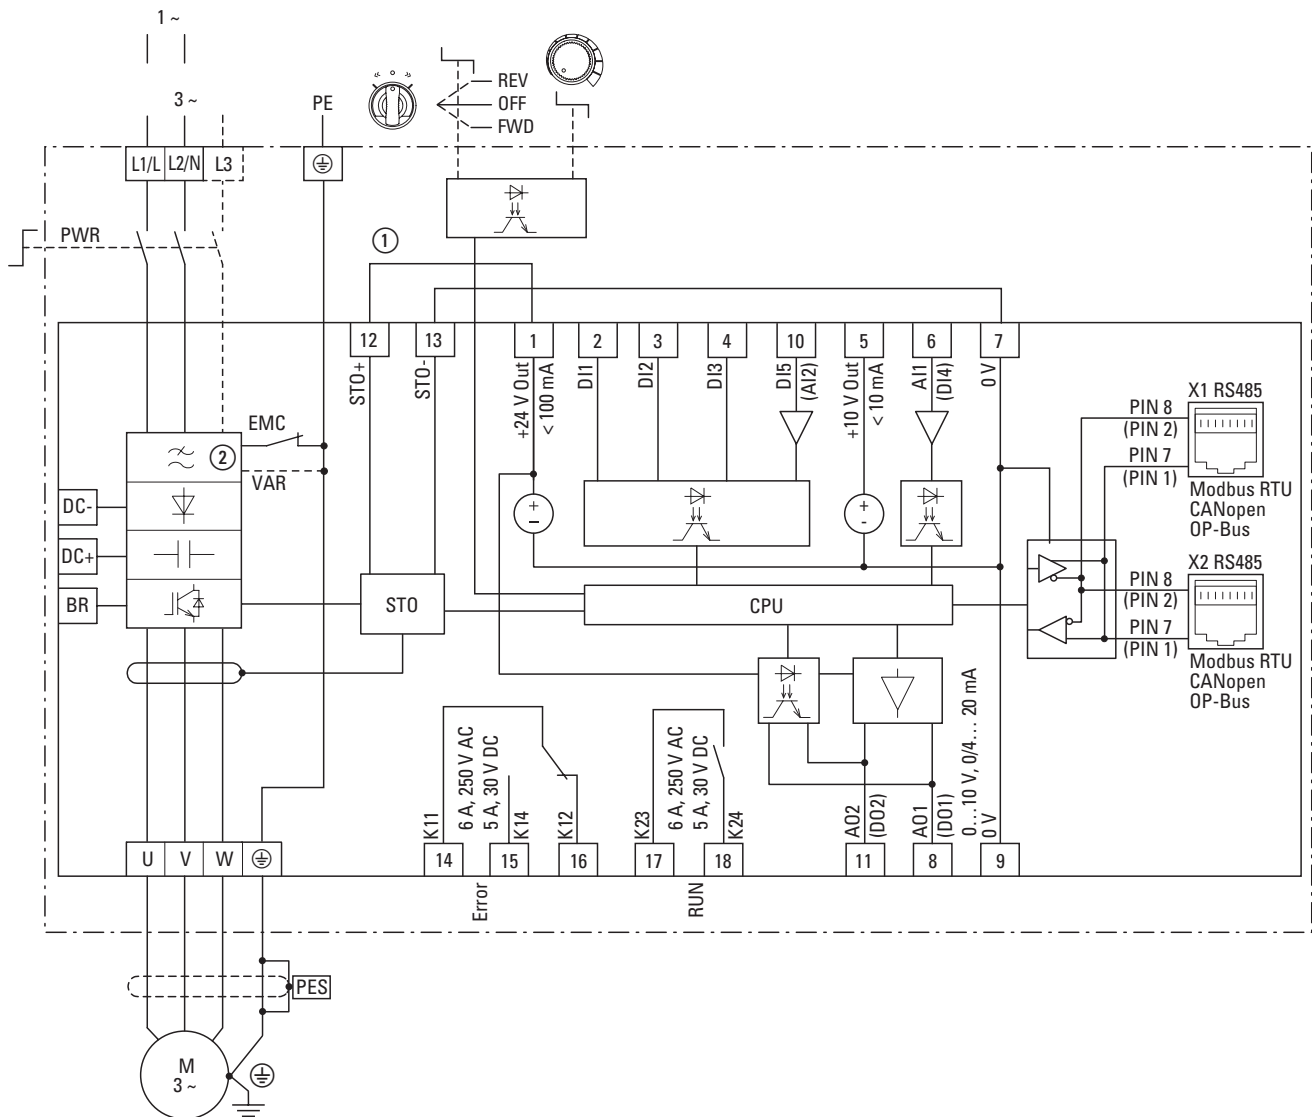 1 ~
3 ~
PE
REV
OFF
FWD
L1/L L2/N L3
PWR
1
12 13 1 2 3 4 10 5 6 7
STO+
STO-
+24 V Out
< 100 mA
DI1
DI2
DI3
DI5
(AI2)
+10 V Out
< 10 mA
AI1
(DI4)
0 V
X1 RS485
PIN 8
(PIN 2)
PIN 7
(PIN 1)
Modbus RTU
CANopen
OP-Bus
EMC
2
VAR
DC-
DC+
BR
STO
CPU
X2 RS485
PIN 8
(PIN 2)
PIN 7
(PIN 1)
Modbus RTU
CANopen
OP-Bus
K11
6 A, 250 V AC
5 A, 30 V DC
K14
K12
K23
6 A, 250 V AC
5 A, 30 V DC
K24
AO2
(DO2)
AO1
(DO1)
0...10 V, 0/4... 20 mA
0 V
U V W
14 15 16 17 18 11 8 9
Error
RUN
PES
M
3 ~